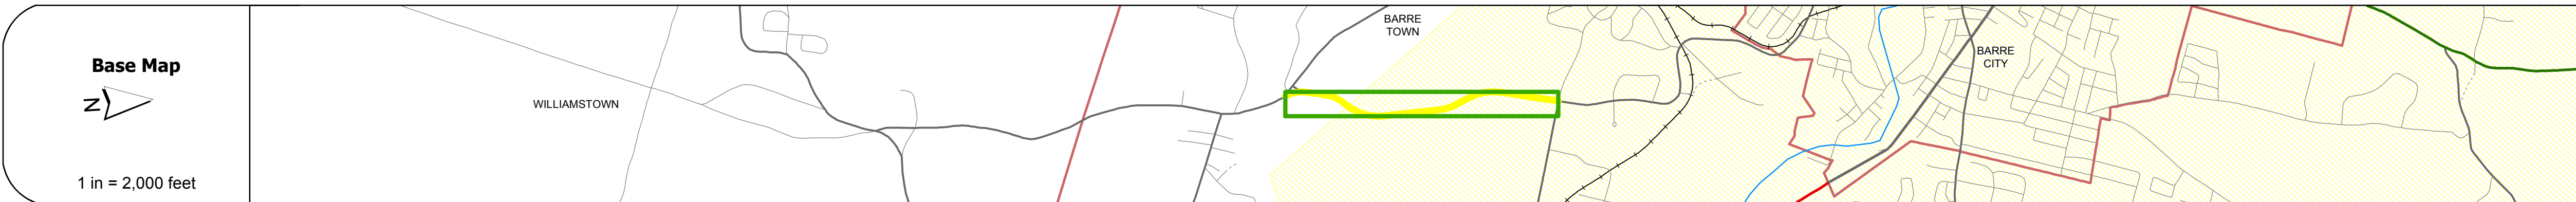 Base Map
N
1 in = 2,000 feet
WILLIAMSTOWN
BARRE
TOWN
BARRE
CITY